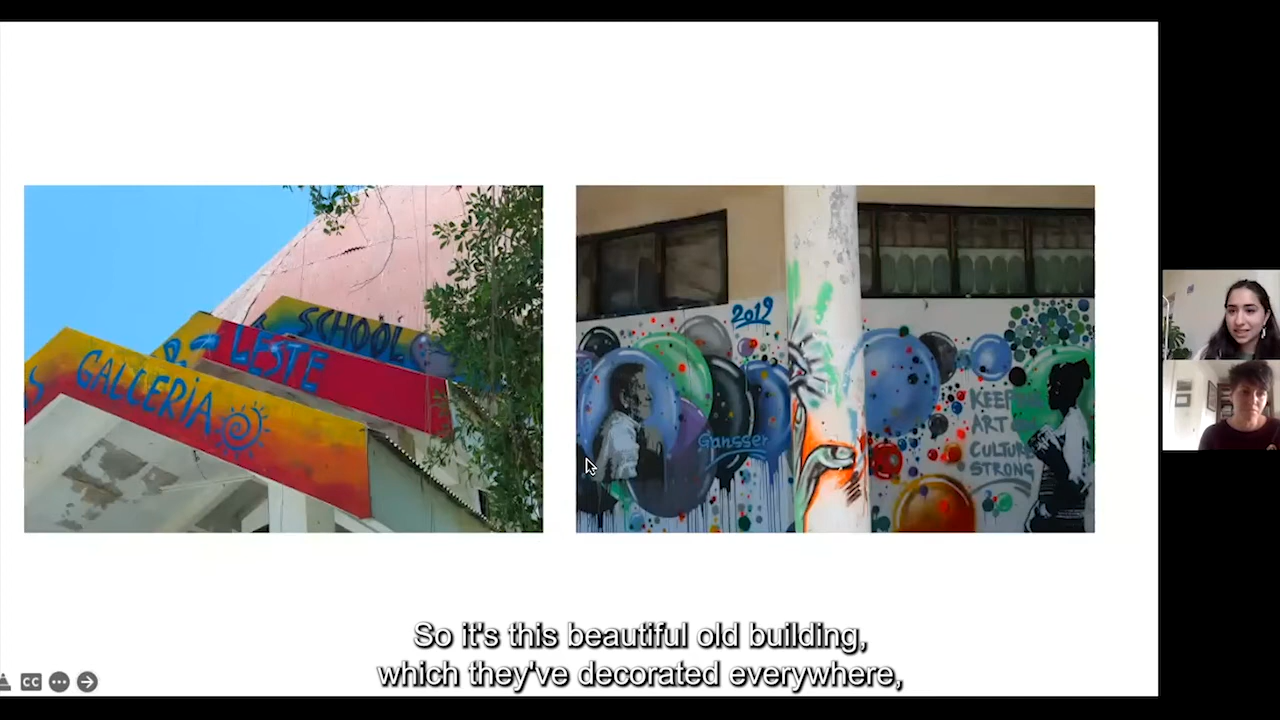 SCHOOL
LESTE
GALLERIA
2019
Gansser
KEEP
ART
CULTURE
STRONG
CC
So it's this beautiful old building,
which they've decorated everywhere,